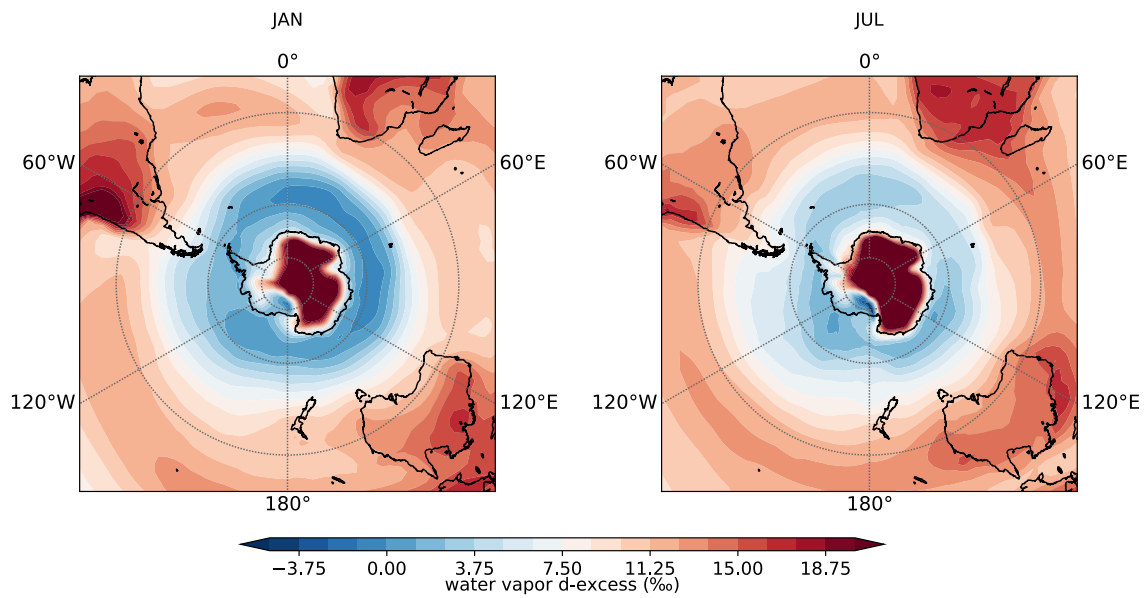 JAN JUL
0° 0°
60°W 60°E 60°W 60°E
120°W 120°E 120°W 120°E
180° 180°
−3.75 0.00 3.75 7.50 11.25 15.00 18.75
water vapor d-excess (‰)